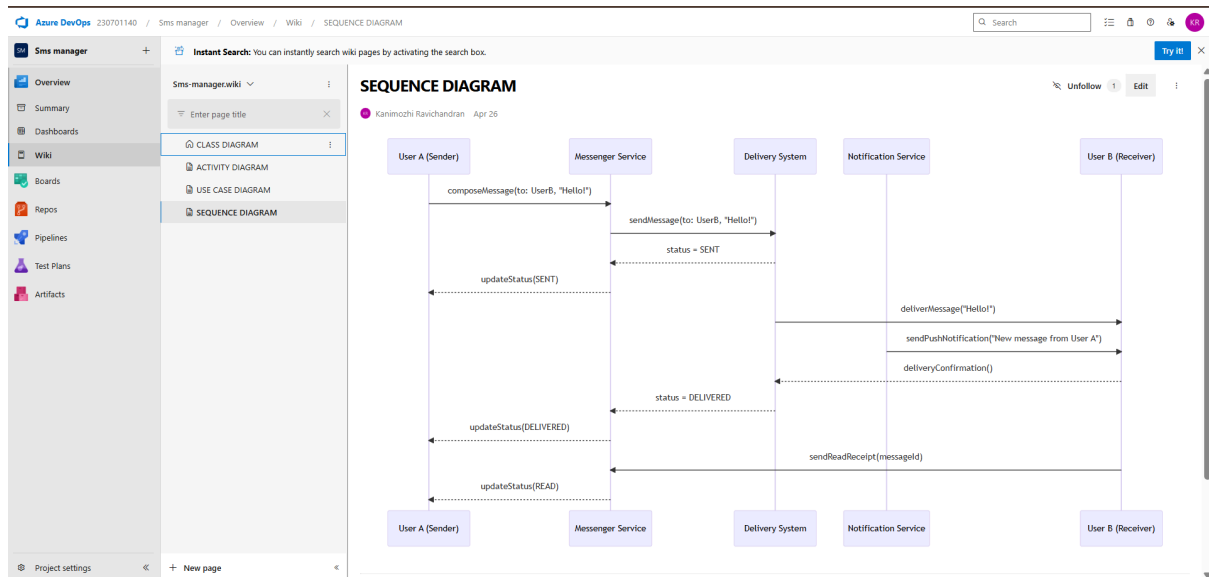 Azure DevOps 230701140 / Sms manager / Overview / Wiki / SEQUENCE DIAGRAM
Search
KR
SM Sms manager +
Instant Search: You can instantly search wiki pages by activating the search box.
Try it!
Overview
Summary
Dashboards
Wiki
Boards
Repos
Pipelines
Test Plans
Artifacts
Project settings
Sms-manager.wiki
Enter page title
CLASS DIAGRAM
ACTIVITY DIAGRAM
USE CASE DIAGRAM
SEQUENCE DIAGRAM
+ New page
SEQUENCE DIAGRAM
Unfollow 1 Edit
Kanimozhi Ravichandran Apr 26
User A (Sender) Messenger Service Delivery System Notification Service User B (Receiver)
composeMessage(to: UserB, "Hello!")
sendMessage(to: UserB, "Hello!")
status = SENT
updateStatus(SENT)
deliverMessage("Hello!")
sendPushNotification("New message from User A")
deliveryConfirmation()
status = DELIVERED
updateStatus(DELIVERED)
sendReadReceipt(messageId)
updateStatus(READ)
User A (Sender) Messenger Service Delivery System Notification Service User B (Receiver)